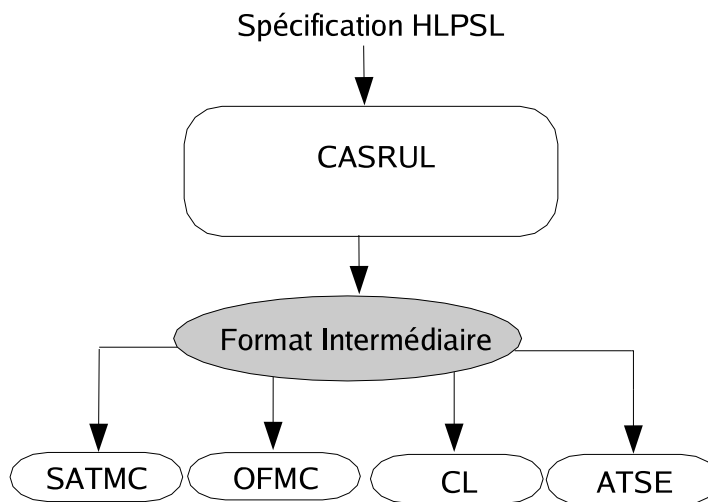 Spécification HLPSL
CASRUL
Format Intermédiaire
SATMC
OFMC
CL
ATSE